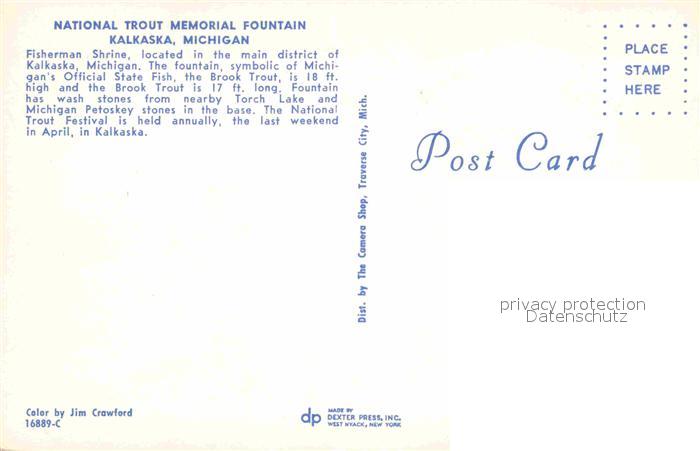 NATIONAL TROUT MEMORIAL FOUNTAIN
KALKASKA, MICHIGAN
Fisherman Shrine, located in the main district of
Kalkaska, Michigan. The fountain, symbolic of Michi-
gan's Official State Fish, the Brook Trout, is 18 ft.
high and the Brook Trout is 17 ft. long. Fountain
has wash stones from nearby Torch Lake and
Michigan Petoskey stones in the base. The National
Trout Festival is held annually, the last weekend
in April, in Kalkaska.
Color by Jim Crawford
16889-C
Dist. by The Camera Shop, Traverse City, Mich.
dp
MADE BY
DEXTER PRESS, INC.
WEST NYACK, NEW YORK
PLACE
STAMP
HERE
Post Card
privacy protection
Datenschutz